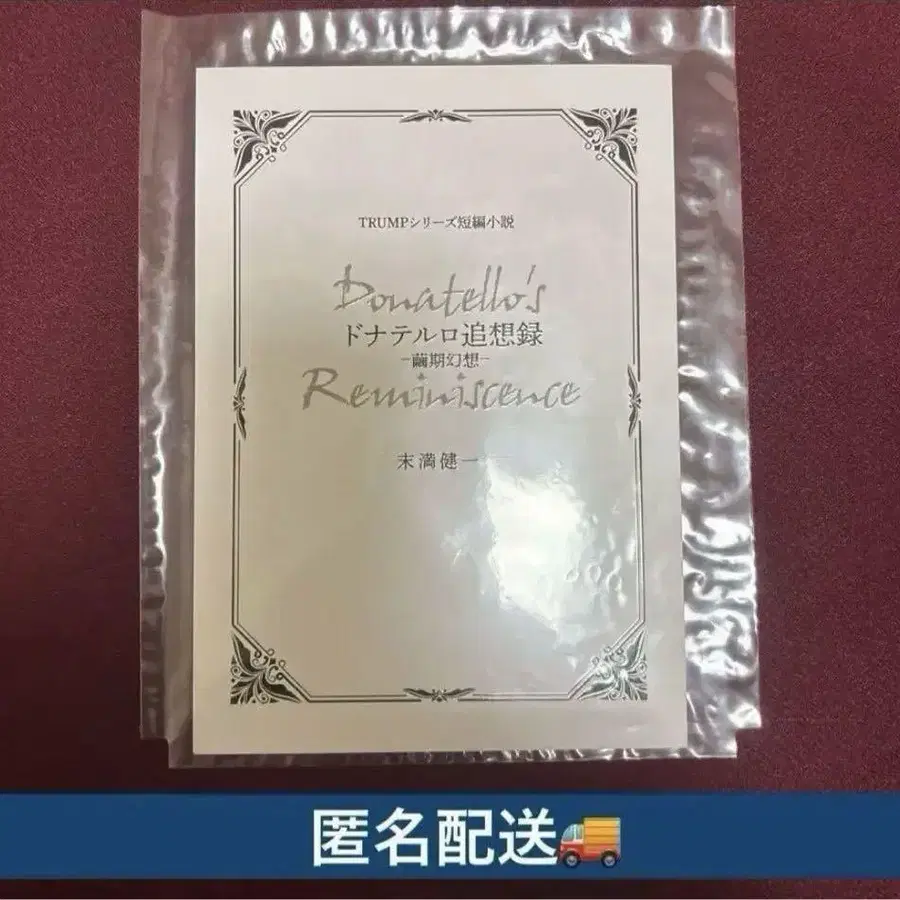 TRUMPシリーズ短編小説
Donatello's
ドナテルロ追想録
−繭期幻想−
Reminiscence
末満健一
匿名配送🚚